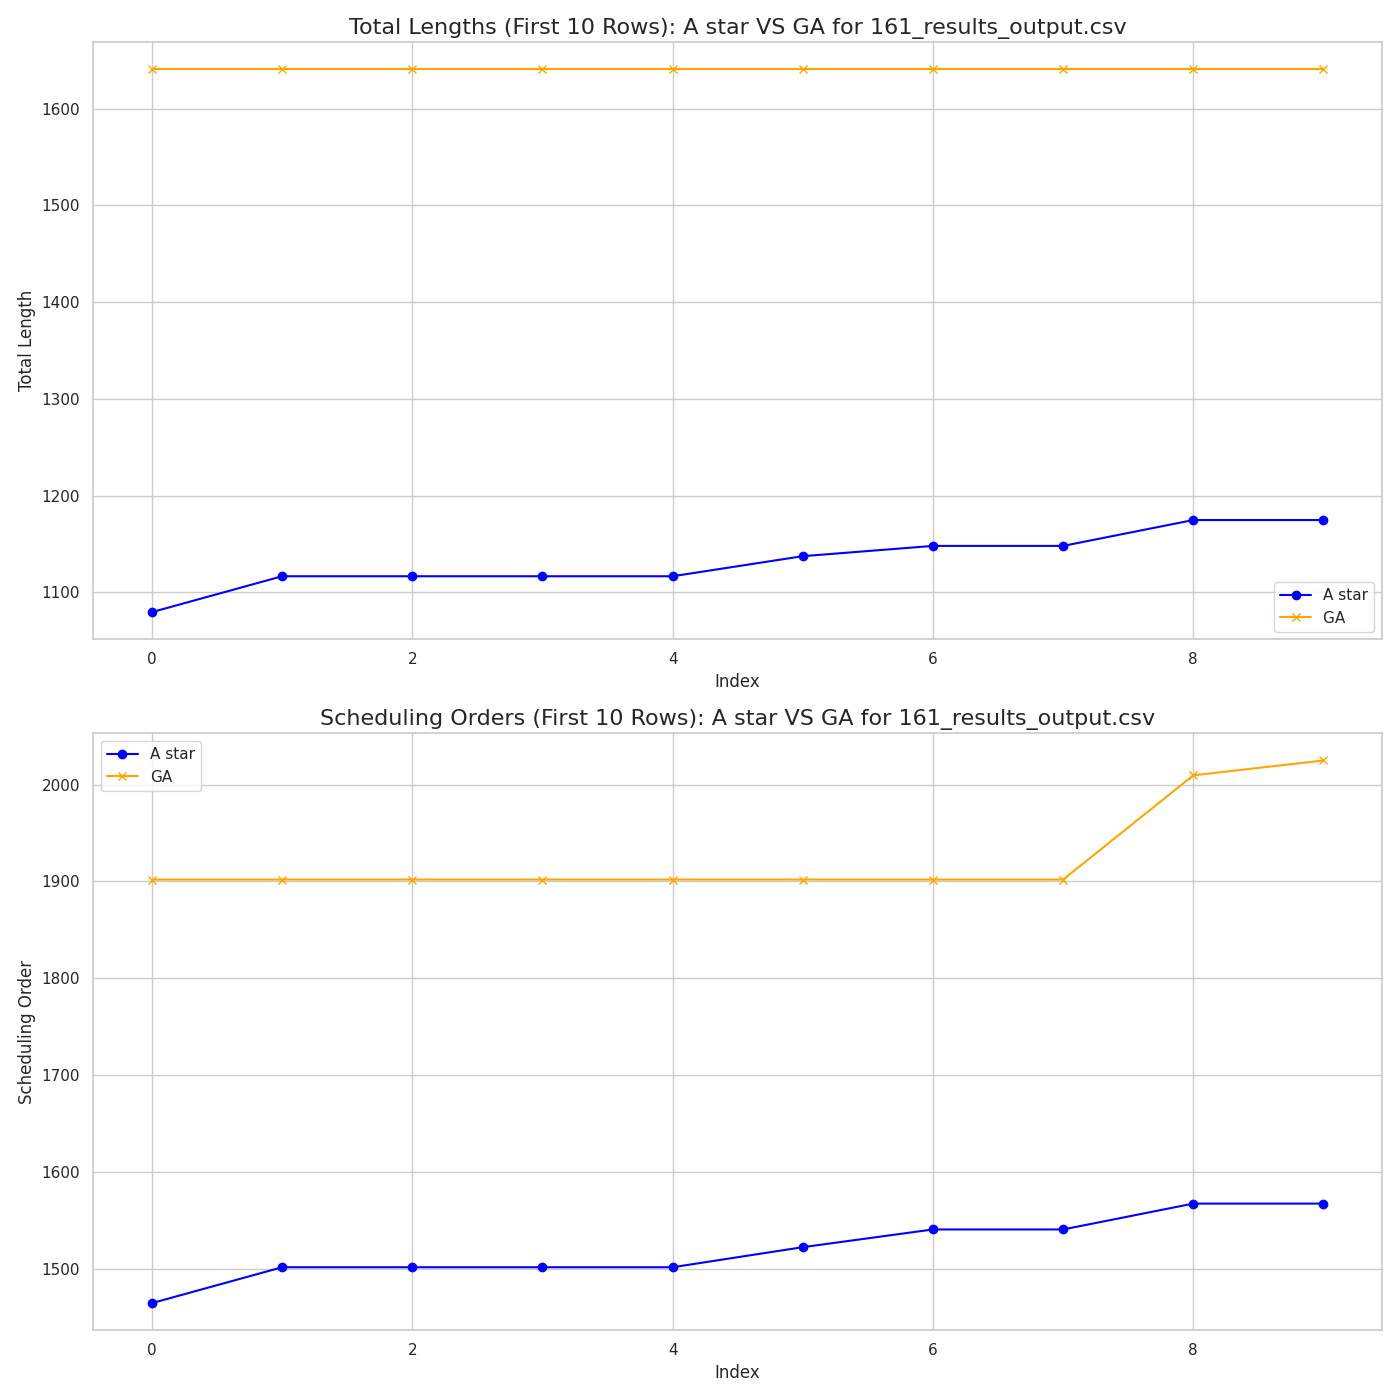 Total Lengths (First 10 Rows): A star VS GA for 161_results_output.csv
1600
1500
1400
1300
1200
1100
Total Length
A star
GA
0 2 4 6 8
Index
Scheduling Orders (First 10 Rows): A star VS GA for 161_results_output.csv
A star
GA
2000
1900
1800
1700
1600
1500
Scheduling Order
0 2 4 6 8
Index